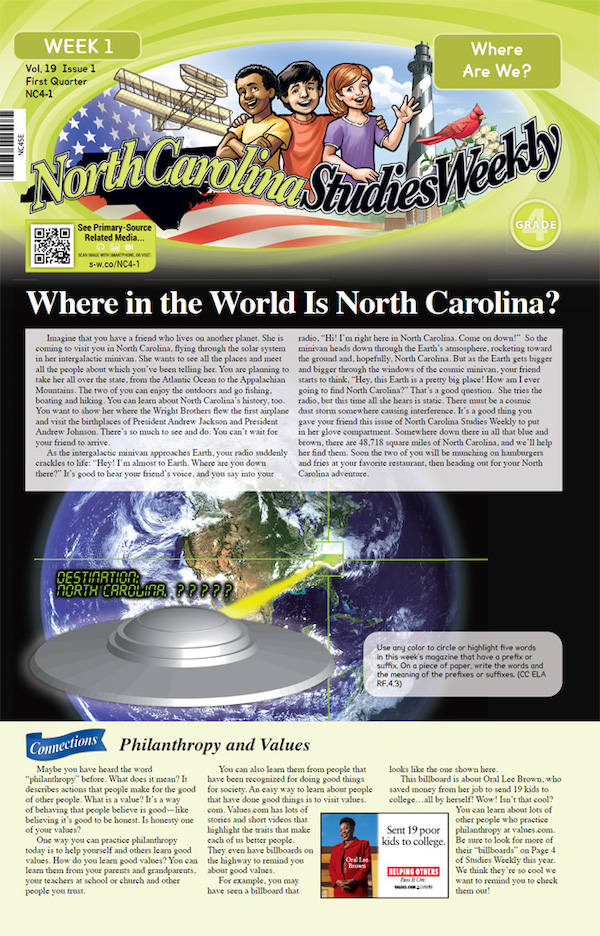 WEEK 1
Vol. 19 Issue 1
First Quarter
NC4-1
Where
Are We?
NC4SE
North Carolina Studies Weekly
GRADE
4
See Primary-Source
Related Media...
SCAN IMAGE WITH SMARTPHONE, OR VISIT:
s-w.co/NC4-1
Where in the World Is North Carolina?
Imagine that you have a friend who lives on another planet. She is
coming to visit you in North Carolina, flying through the solar system
in her intergalactic minivan. She wants to see all the places and meet
all the people about which you've been telling her. You are planning to
take her all over the state, from the Atlantic Ocean to the Appalachian
Mountains. The two of you can enjoy the outdoors and go fishing,
boating and hiking. You can learn about North Carolina's history, too.
You want to show her where the Wright Brothers flew the first airplane
and visit the birthplaces of President Andrew Jackson and President
Andrew Johnson. There's so much to see and do. You can't wait for
your friend to arrive.
As the intergalactic minivan approaches Earth, your radio suddenly
crackles to life: "Hey! I'm almost to Earth. Where are you down
there?" It's good to hear your friend's voice, and you say into your
radio, "Hi! I'm right here in North Carolina. Come on down!" So the
minivan heads down through the Earth's atmosphere, rocketing toward
the ground and, hopefully, North Carolina. But as the Earth gets bigger
and bigger through the windows of the cosmic minivan, your friend
starts to think, "Hey, this Earth is a pretty big place! How am I ever
going to find North Carolina?" That's a good question. She tries the
radio, but this time all she hears is static. There must be a cosmic
dust storm somewhere causing interference. It's a good thing you
gave your friend this issue of North Carolina Studies Weekly to put
in her glove compartment. Somewhere down there in all that blue and
brown, there are 48,718 square miles of North Carolina, and we'll help
her find them. Soon the two of you will be munching on hamburgers
and fries at your favorite restaurant, then heading out for your North
Carolina adventure.
DESTINATION:
NORTH CAROLINA. ? ? ? ? ?
Use any color to circle or highlight five words
in this week's magazine that have a prefix or
suffix. On a piece of paper, write the words and
the meaning of the prefixes or suffixes. (CC ELA
RF.4.3)
Connections
Philanthropy and Values
Maybe you have heard the word
"philanthropy" before. What does it mean? It
describes actions that people make for the good
of other people. What is a value? It's a way
of behaving that people believe is good—like
believing it's good to be honest. Is honesty one
of your values?
One way you can practice philanthropy
today is to help yourself and others learn good
values. How do you learn good values? You can
learn them from your parents and grandparents,
your teachers at school or church and other
people you trust.
You can also learn them from people that
have been recognized for doing good things
for society. An easy way to learn about people
that have done good things is to visit values.
com. Values.com has lots of
stories and short videos that
highlight the traits that make
each of us better people.
They even have billboards on
the highway to remind you
about good values.
For example, you may
have seen a billboard that
looks like the one shown here.
This billboard is about Oral Lee Brown, who
saved money from her job to send 19 kids to
college…all by herself! Wow! Isn't that cool?
You can learn about lots of
other people who practice
philanthropy at values.com.
Be sure to look for more of
their "billboards" on Page 4
of Studies Weekly this year.
We think they're so cool we
want to remind you to check
them out!
Oral Lee
Brown
Sent 19 poor
kids to college.
HELPING OTHERS
Pass It On.
VALUES.COM